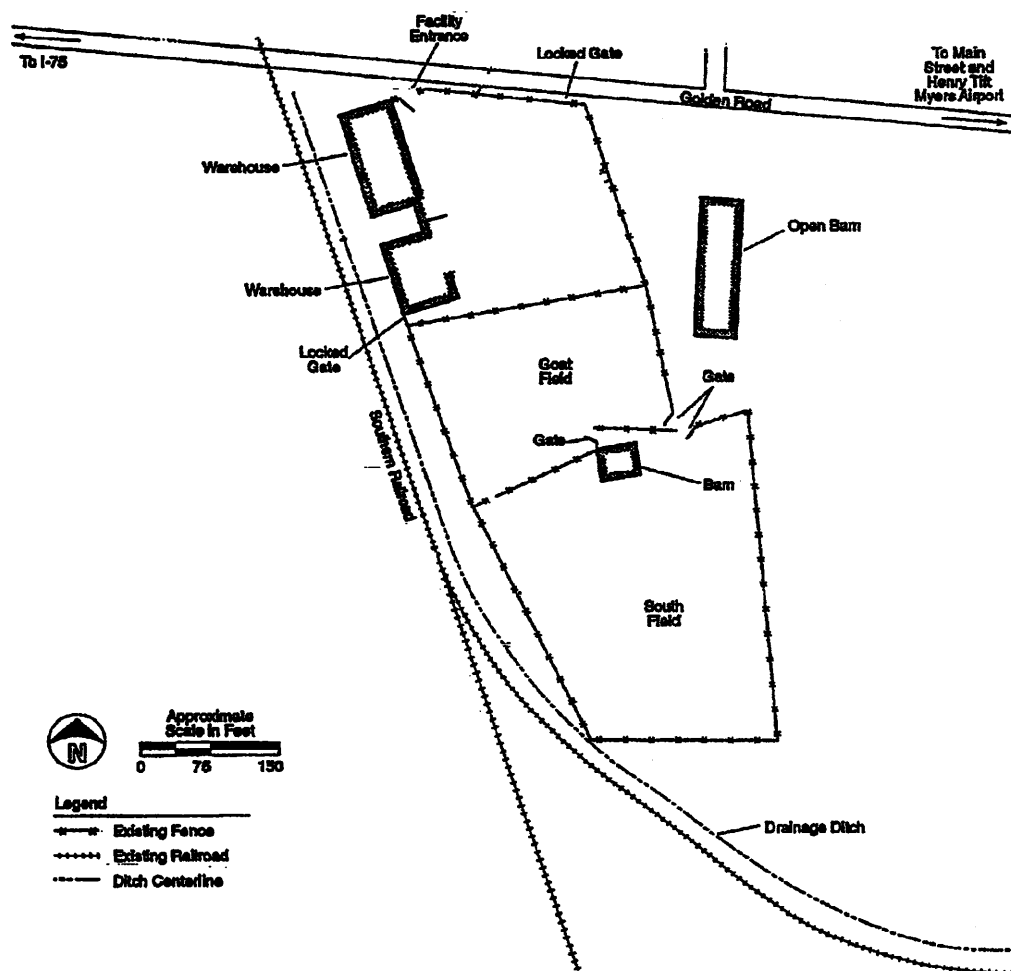 Facility
Entrance
Locked Gate
To I-75
To Main
Street and
Henry Tift
Myers Airport
Golden Road
Warehouse
Open Barn
Warehouse
Locked
Gate
Goat
Field
Gate
Southern Railroad
Gate
Barn
South
Field
Approximate
Scale in Feet
0 75 150
N
Legend
Existing Fence
Existing Railroad
Ditch Centerline
Drainage Ditch